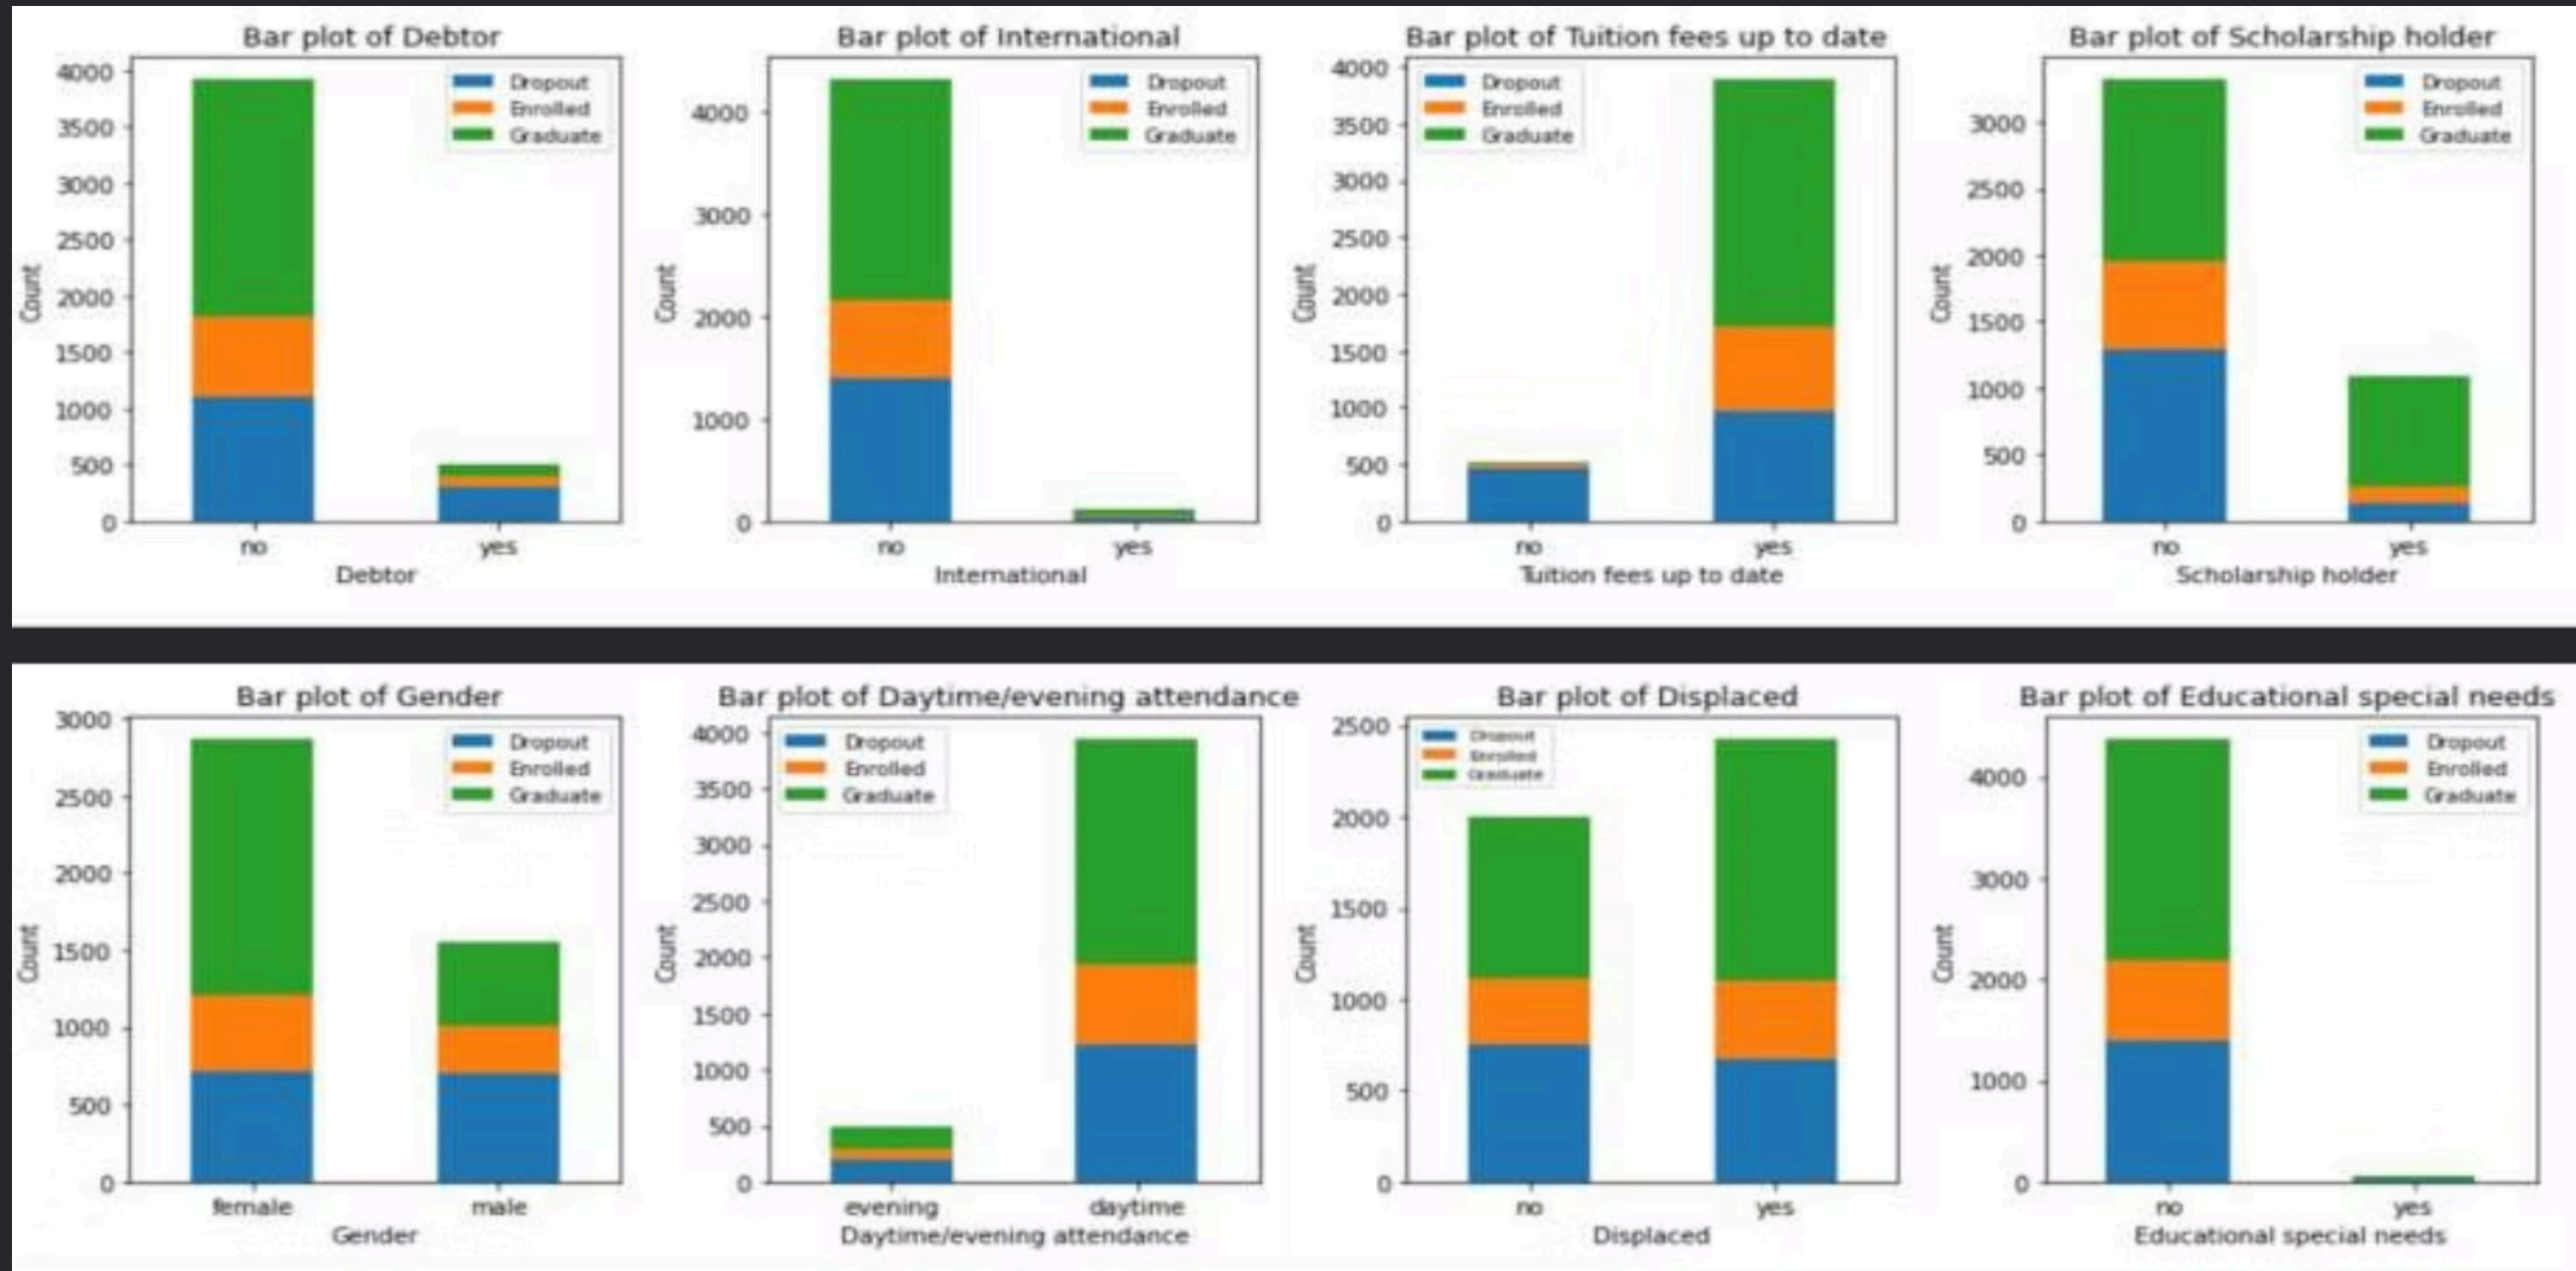 Bar plot of Debtor
4000
3500
3000
2500
2000
1500
1000
500
0
Count
Dropout
Enrolled
Graduate
no
yes
Debtor
Bar plot of International
4000
3000
2000
1000
0
Count
Dropout
Enrolled
Graduate
no
yes
International
Bar plot of Tuition fees up to date
4000
3500
3000
2500
2000
1500
1000
500
0
Count
Dropout
Enrolled
Graduate
no
yes
Tuition fees up to date
Bar plot of Scholarship holder
3000
2500
2000
1500
1000
500
0
Count
Dropout
Enrolled
Graduate
no
yes
Scholarship holder
Bar plot of Gender
3000
2500
2000
1500
1000
500
0
Count
Dropout
Enrolled
Graduate
female
male
Gender
Bar plot of Daytime/evening attendance
4000
3500
3000
2500
2000
1500
1000
500
0
Count
Dropout
Enrolled
Graduate
evening
daytime
Daytime/evening attendance
Bar plot of Displaced
2500
2000
1500
1000
500
0
Count
Dropout
Enrolled
Graduate
no
yes
Displaced
Bar plot of Educational special needs
4000
3000
2000
1000
0
Count
Dropout
Enrolled
Graduate
no
yes
Educational special needs